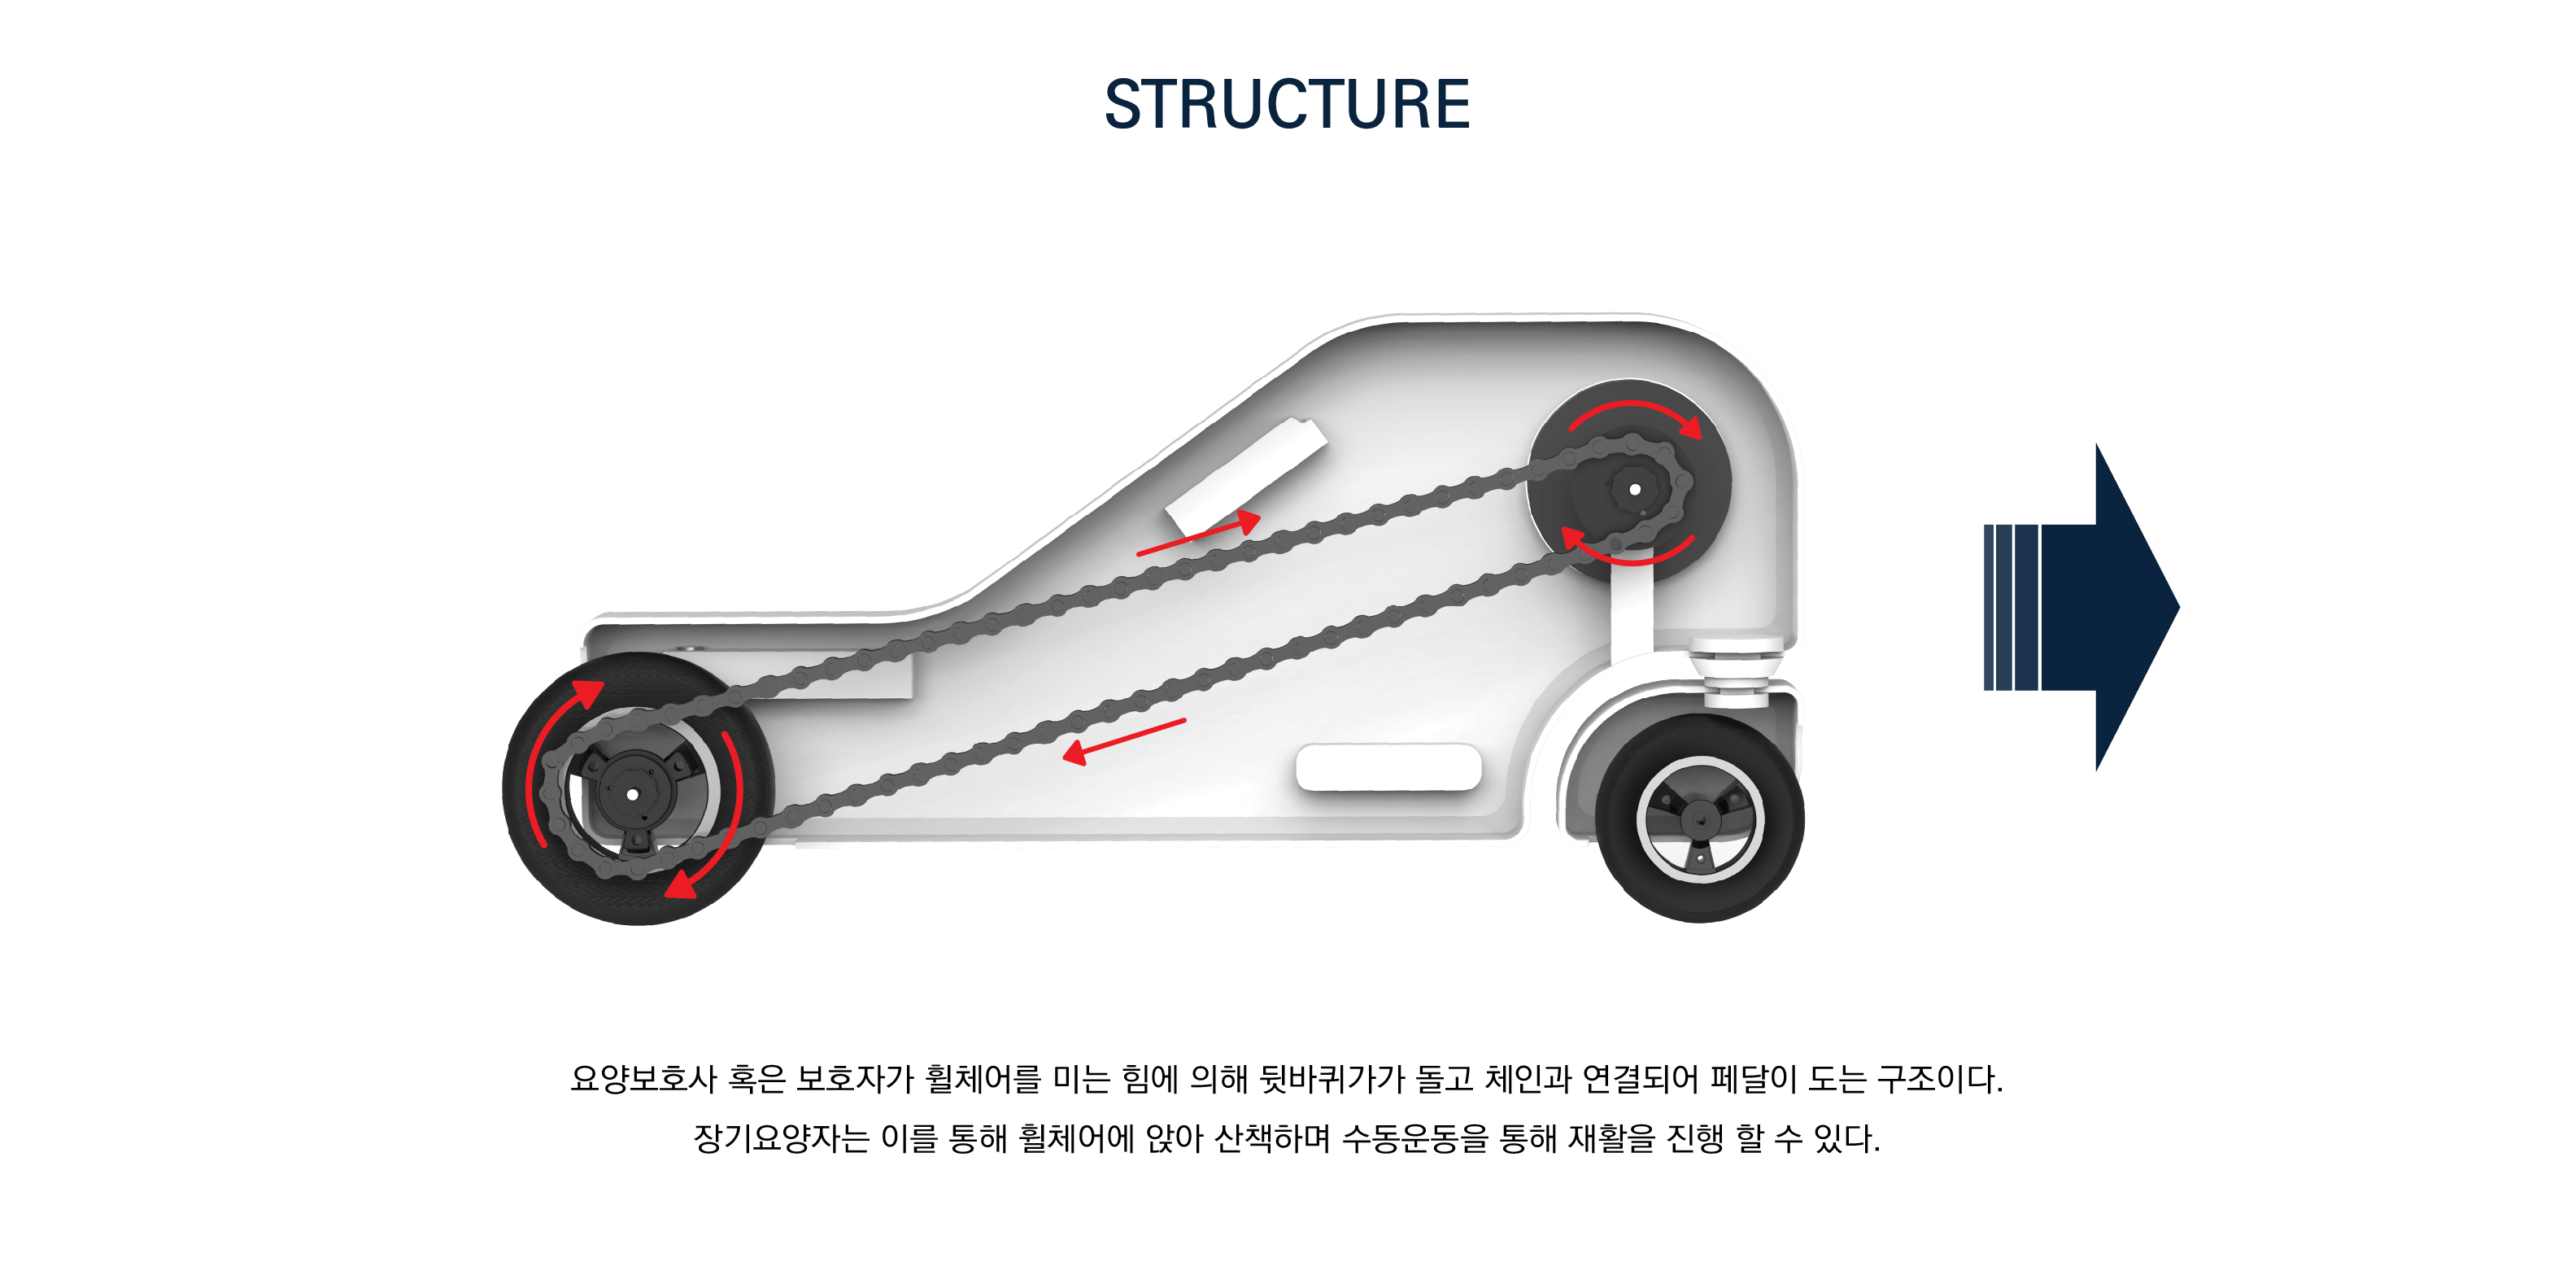 STRUCTURE
요양보호사 혹은 보호자가 휠체어를 미는 힘에 의해 뒷바퀴가가 돌고 체인과 연결되어 페달이 도는 구조이다.
장기요양자는 이를 통해 휠체어에 앉아 산책하며 수동운동을 통해 재활을 진행 할 수 있다.